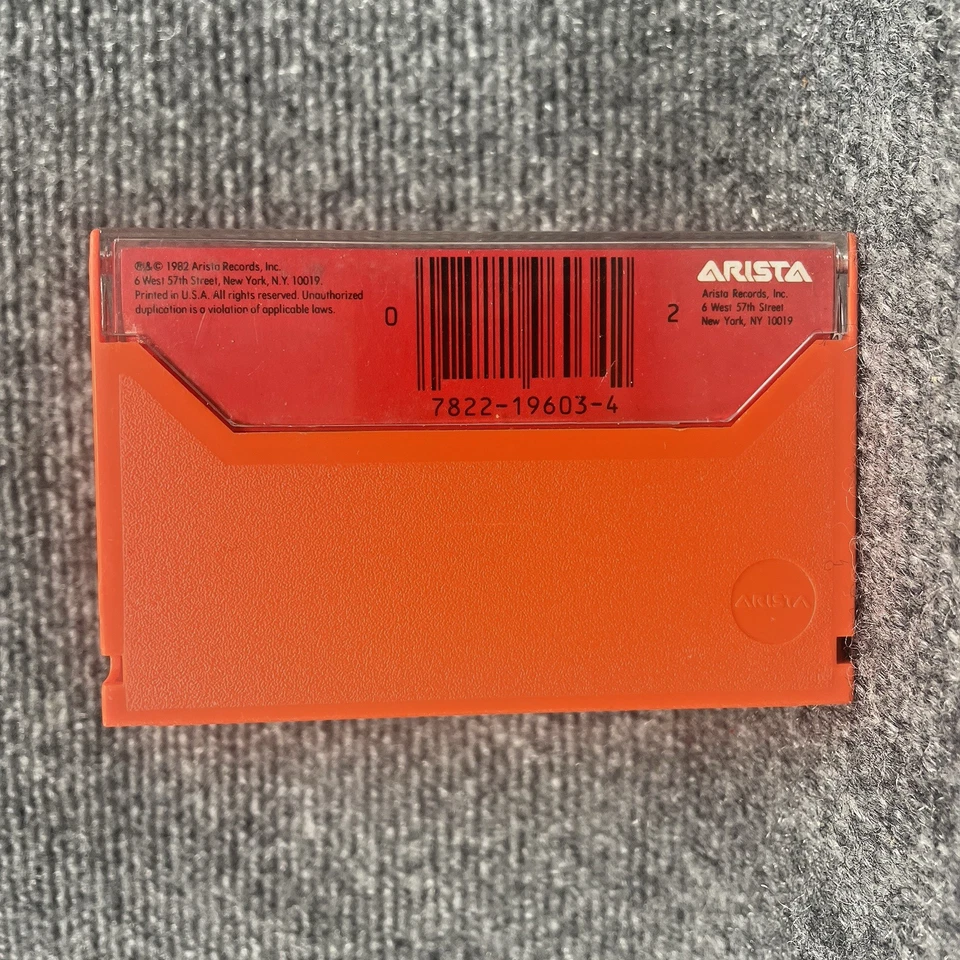 ℗&© 1982 Arista Records, Inc.
6 West 57th Street, New York, N.Y. 10019.
Printed in U.S.A. All rights reserved. Unauthorized
duplication is a violation of applicable laws.
0
7822-19603-4
2
ARISTA
Arista Records, Inc.
6 West 57th Street
New York, NY 10019
ARISTA